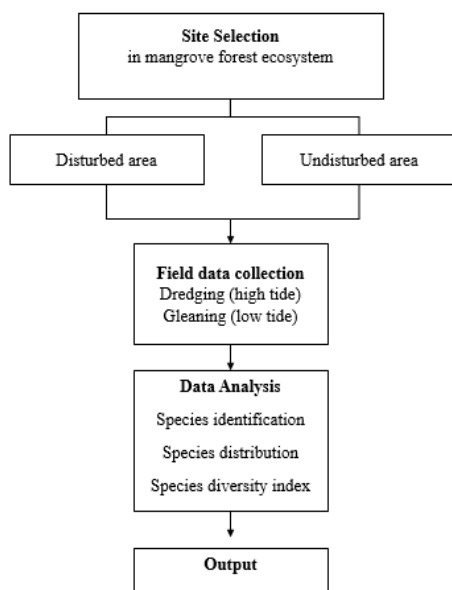 Site Selection
in mangrove forest ecosystem
Disturbed area
Undisturbed area
Field data collection
Dredging (high tide)
Gleaning (low tide)
Data Analysis
Species identification
Species distribution
Species diversity index
Output